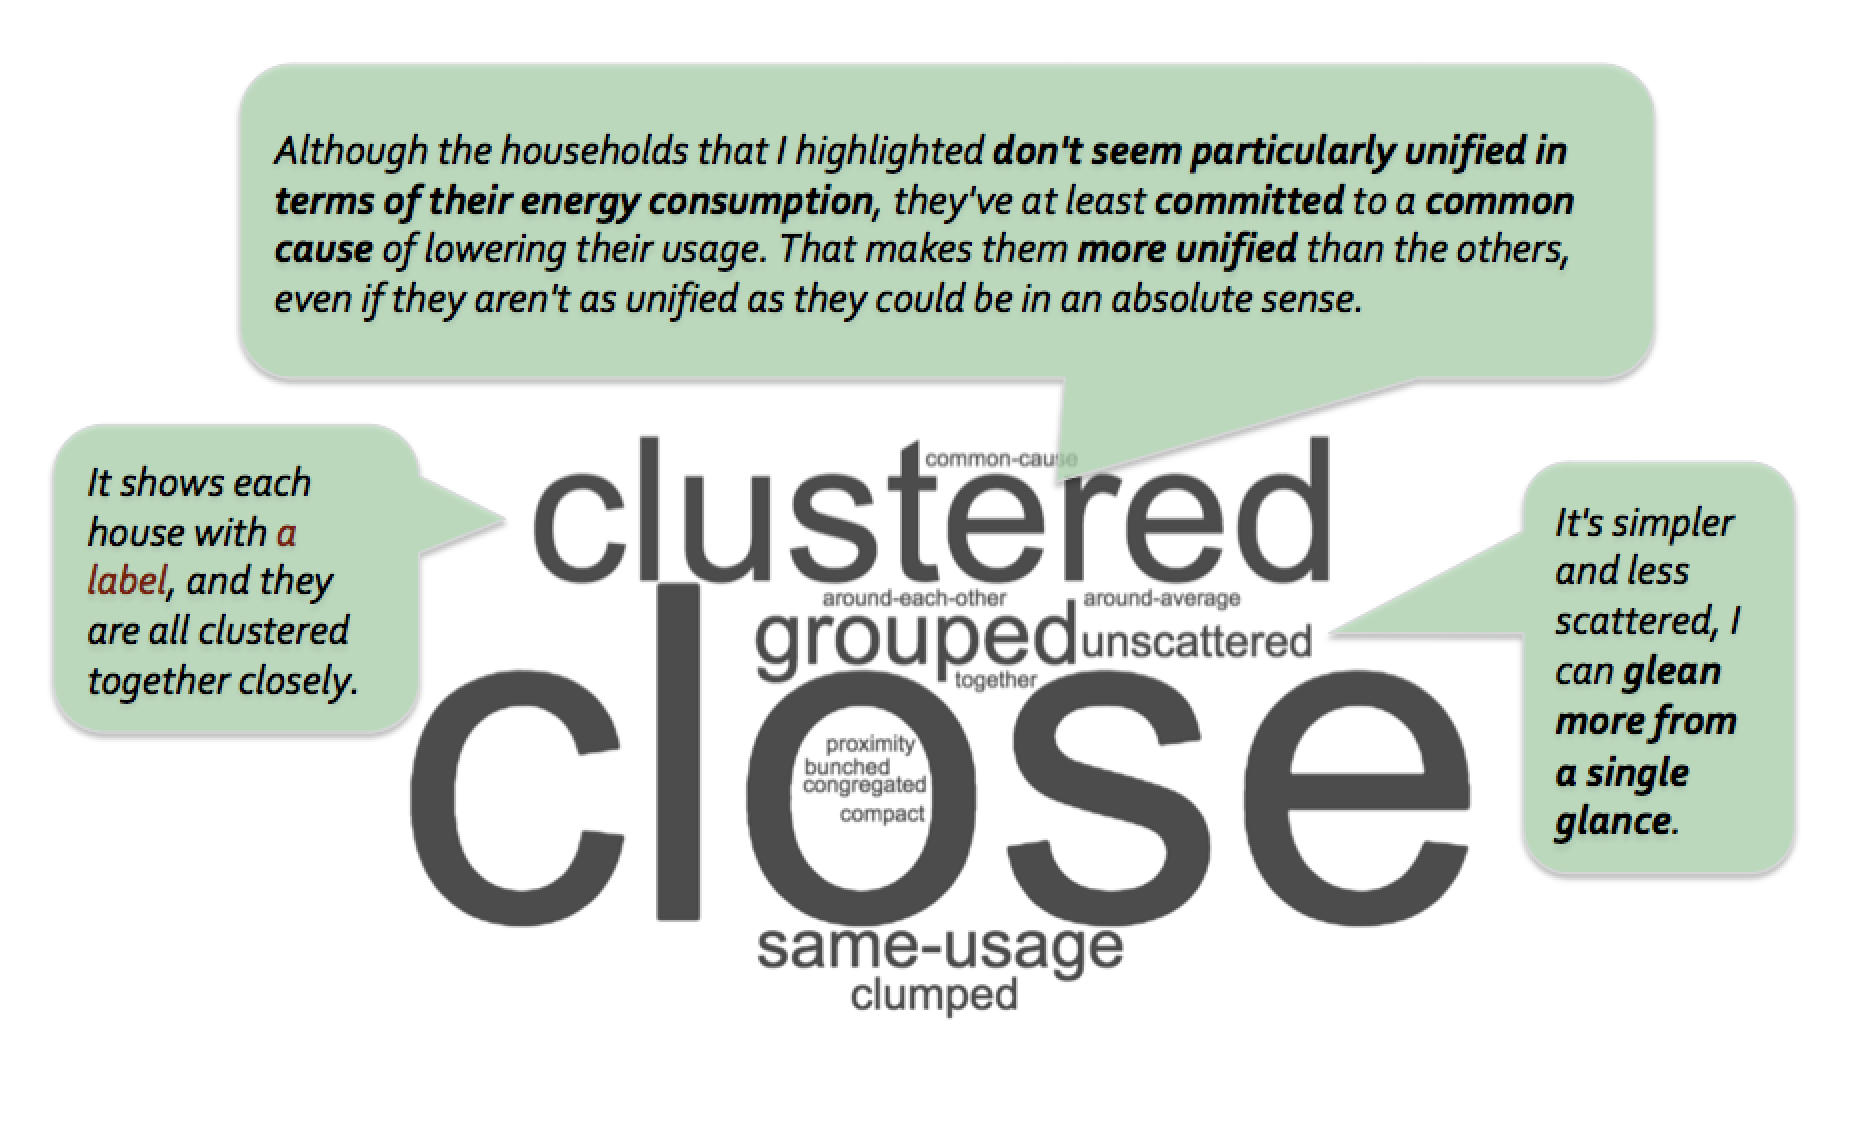 Although the households that I highlighted don't seem particularly unified in
terms of their energy consumption, they've at least committed to a common
cause of lowering their usage. That makes them more unified than the others,
even if they aren't as unified as they could be in an absolute sense.
It shows each
house with a
label, and they
are all clustered
together closely.
common-cause
clustered
around-each-other
around-average
grouped
unscattered
together
close
proximity
bunched
congregated
compact
same-usage
clumped
It's simpler
and less
scattered, I
can glean
more from
a single
glance.